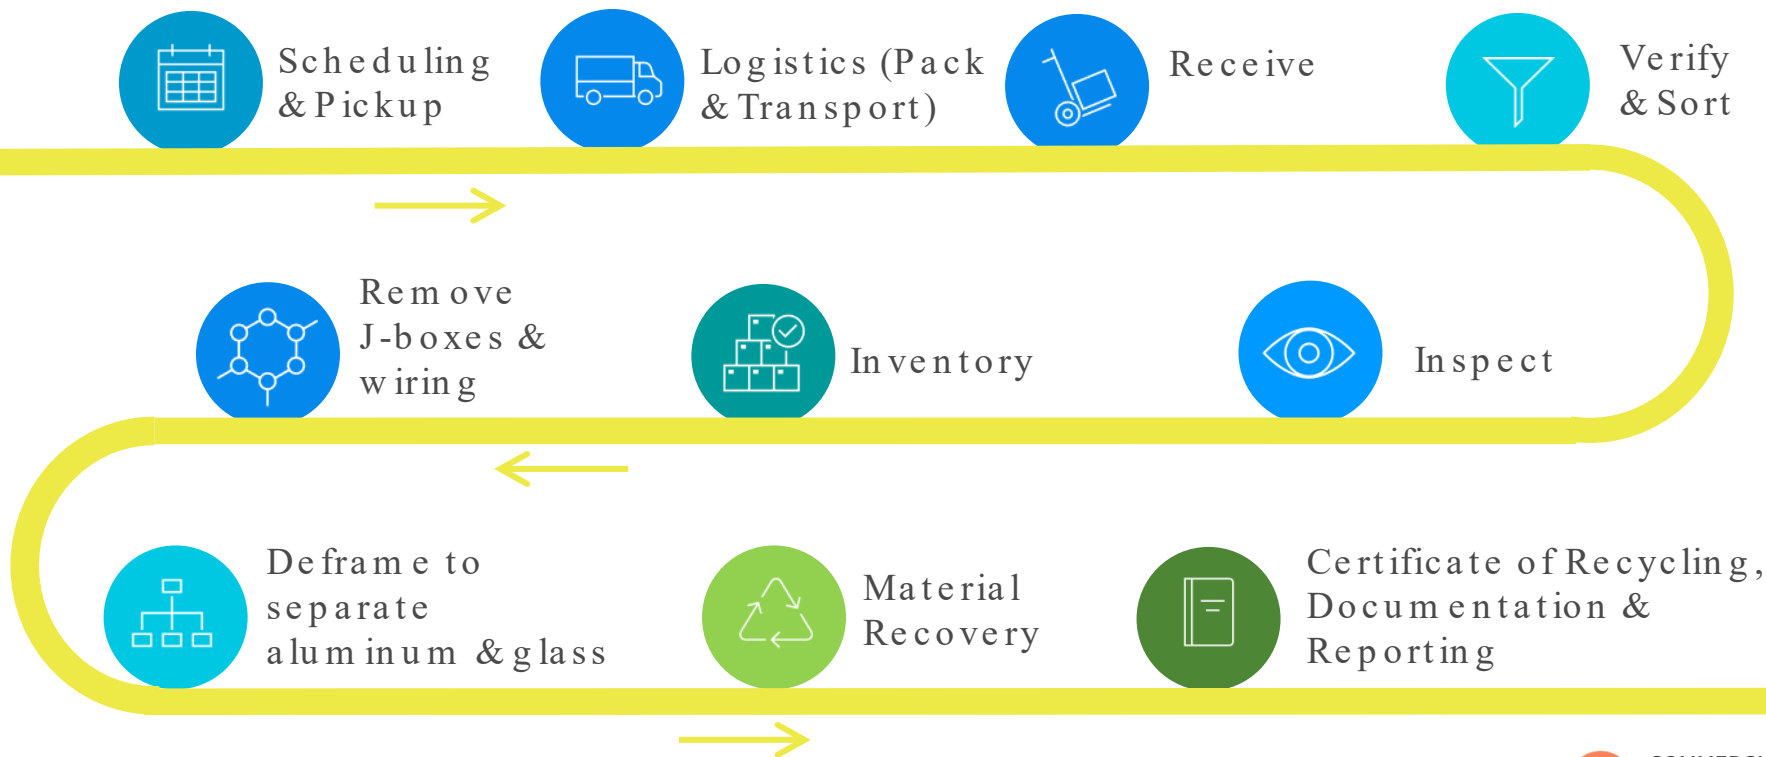 Scheduling
& Pickup
Logistics (Pack
& Transport)
Receive
Verify
& Sort
Inspect
Inventory
Remove
J-boxes &
wiring
Deframe to
separate
aluminum & glass
Material
Recovery
Certificate of Recycling,
Documentation &
Reporting